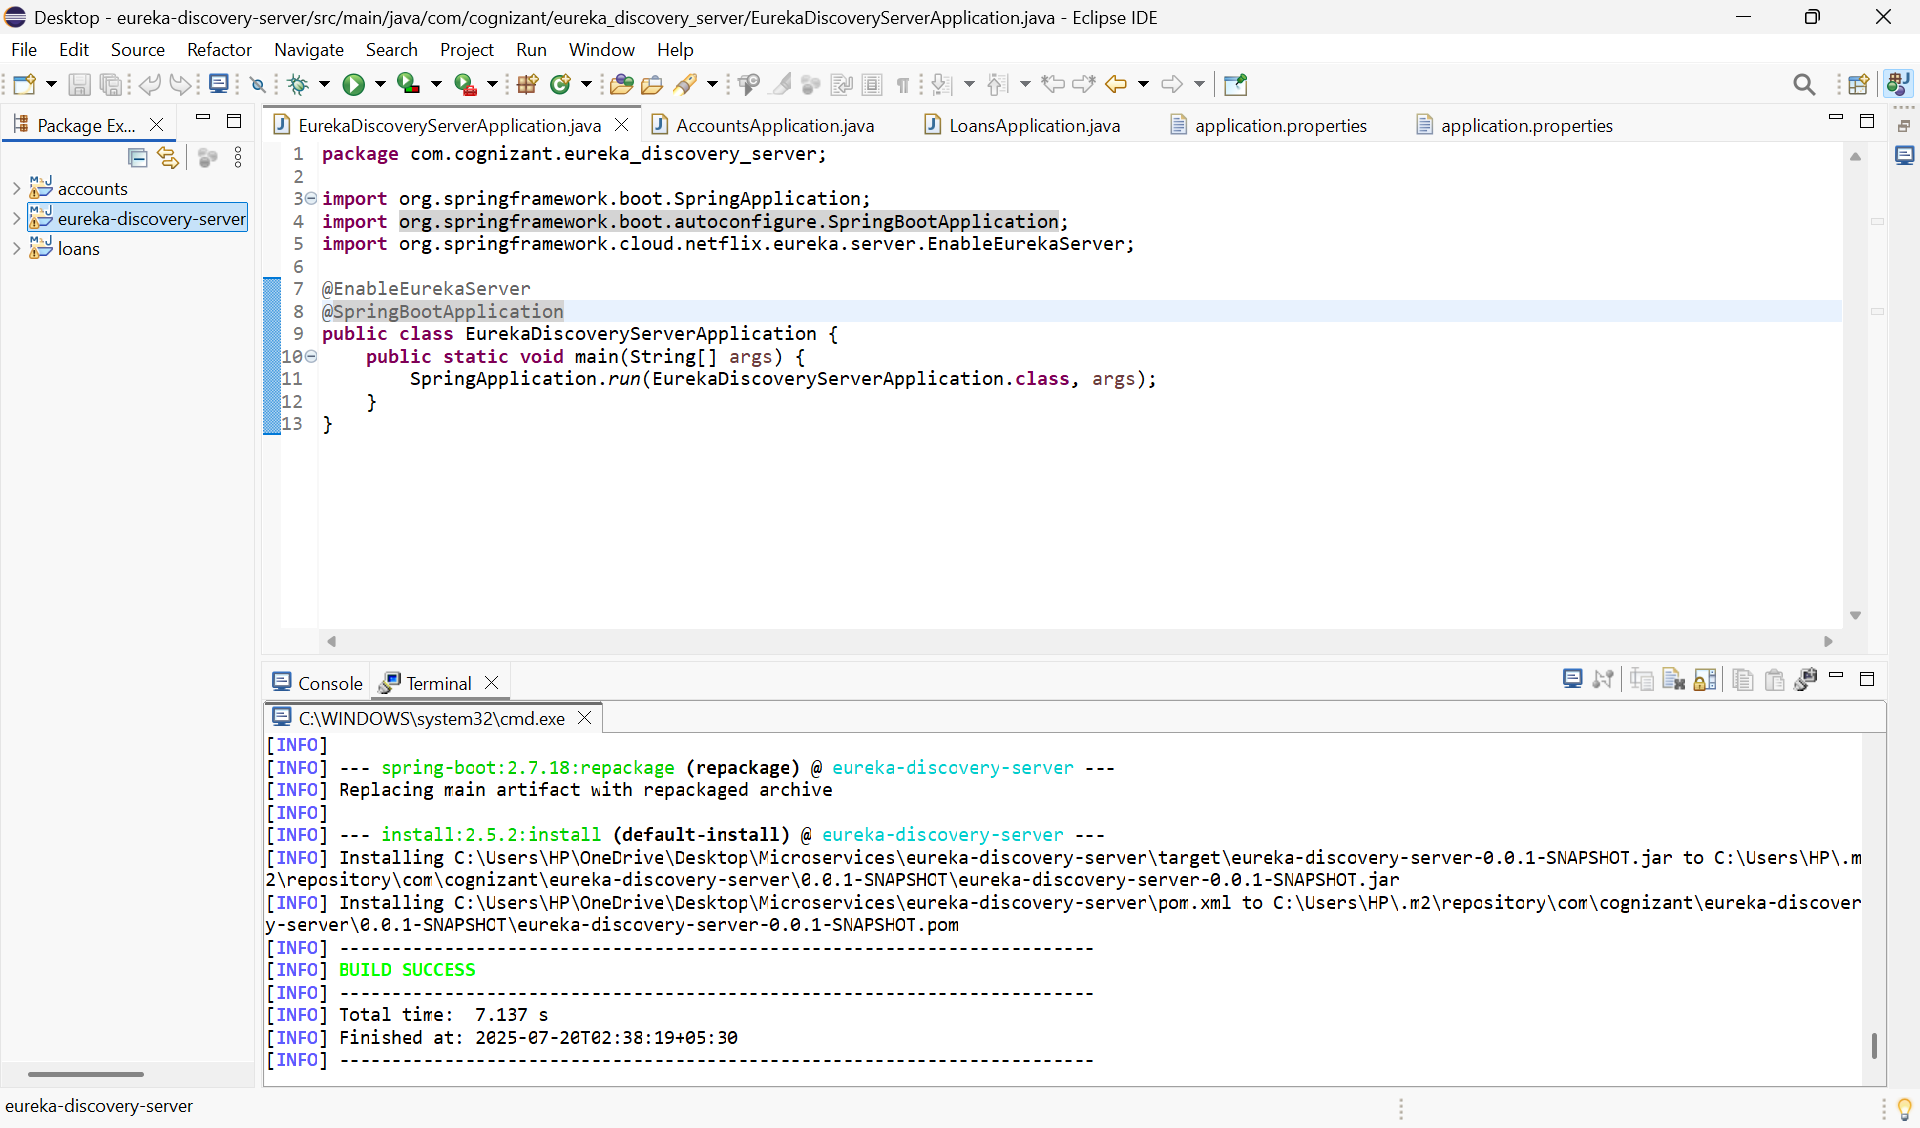 Desktop - eureka-discovery-server/src/main/java/com/cognizant/eureka_discovery_server/EurekaDiscoveryServerApplication.java - Eclipse IDE
File Edit Source Refactor Navigate Search Project Run Window Help
Package Ex...
accounts
eureka-discovery-server
loans
EurekaDiscoveryServerApplication.java AccountsApplication.java LoansApplication.java application.properties application.properties
1 package com.cognizant.eureka_discovery_server;
2
3 import org.springframework.boot.SpringApplication;
4 import org.springframework.boot.autoconfigure.SpringBootApplication;
5 import org.springframework.cloud.netflix.eureka.server.EnableEurekaServer;
6
7 @EnableEurekaServer
8 @SpringBootApplication
9 public class EurekaDiscoveryServerApplication {
10 public static void main(String[] args) {
11 SpringApplication.run(EurekaDiscoveryServerApplication.class, args);
12 }
13 }
Console Terminal
C:\WINDOWS\system32\cmd.exe
[INFO]
[INFO] --- spring-boot:2.7.18:repackage (repackage) @ eureka-discovery-server ---
[INFO] Replacing main artifact with repackaged archive
[INFO]
[INFO] --- install:2.5.2:install (default-install) @ eureka-discovery-server ---
[INFO] Installing C:\Users\HP\OneDrive\Desktop\Microservices\eureka-discovery-server\target\eureka-discovery-server-0.0.1-SNAPSHOT.jar to C:\Users\HP\.m
2\repository\com\cognizant\eureka-discovery-server\0.0.1-SNAPSHOT\eureka-discovery-server-0.0.1-SNAPSHOT.jar
[INFO] Installing C:\Users\HP\OneDrive\Desktop\Microservices\eureka-discovery-server\pom.xml to C:\Users\HP\.m2\repository\com\cognizant\eureka-discover
y-server\0.0.1-SNAPSHOT\eureka-discovery-server-0.0.1-SNAPSHOT.pom
[INFO] ------------------------------------------------------------------------
[INFO] BUILD SUCCESS
[INFO] ------------------------------------------------------------------------
[INFO] Total time:  7.137 s
[INFO] Finished at: 2025-07-20T02:38:19+05:30
[INFO] ------------------------------------------------------------------------
eureka-discovery-server